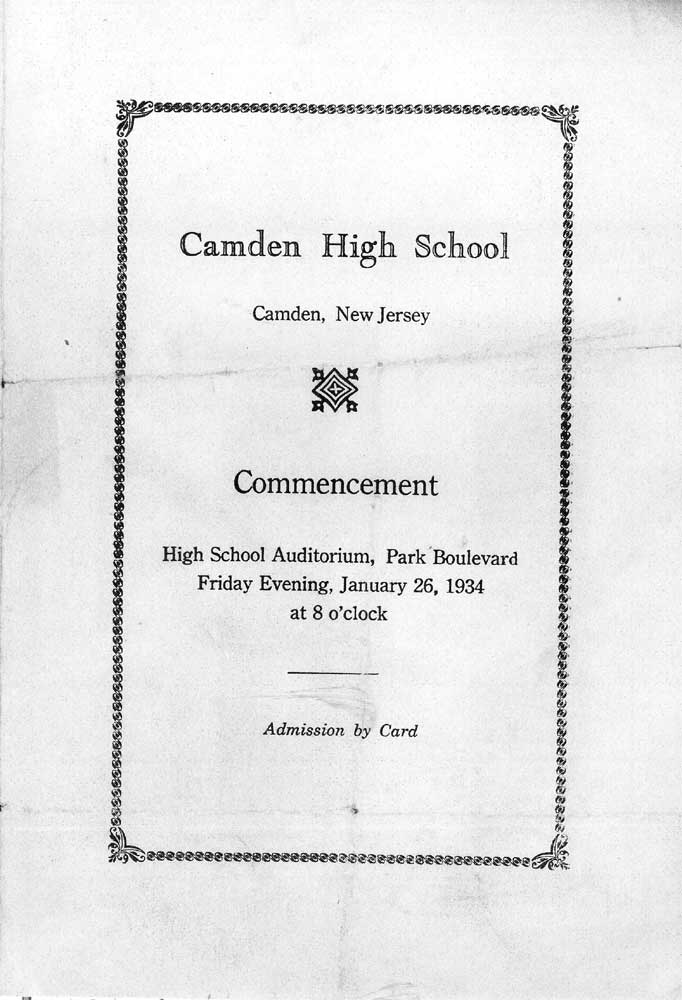 Camden High School
Camden, New Jersey
Commencement
High School Auditorium, Park Boulevard
Friday Evening, January 26, 1934
at 8 o'clock
Admission by Card